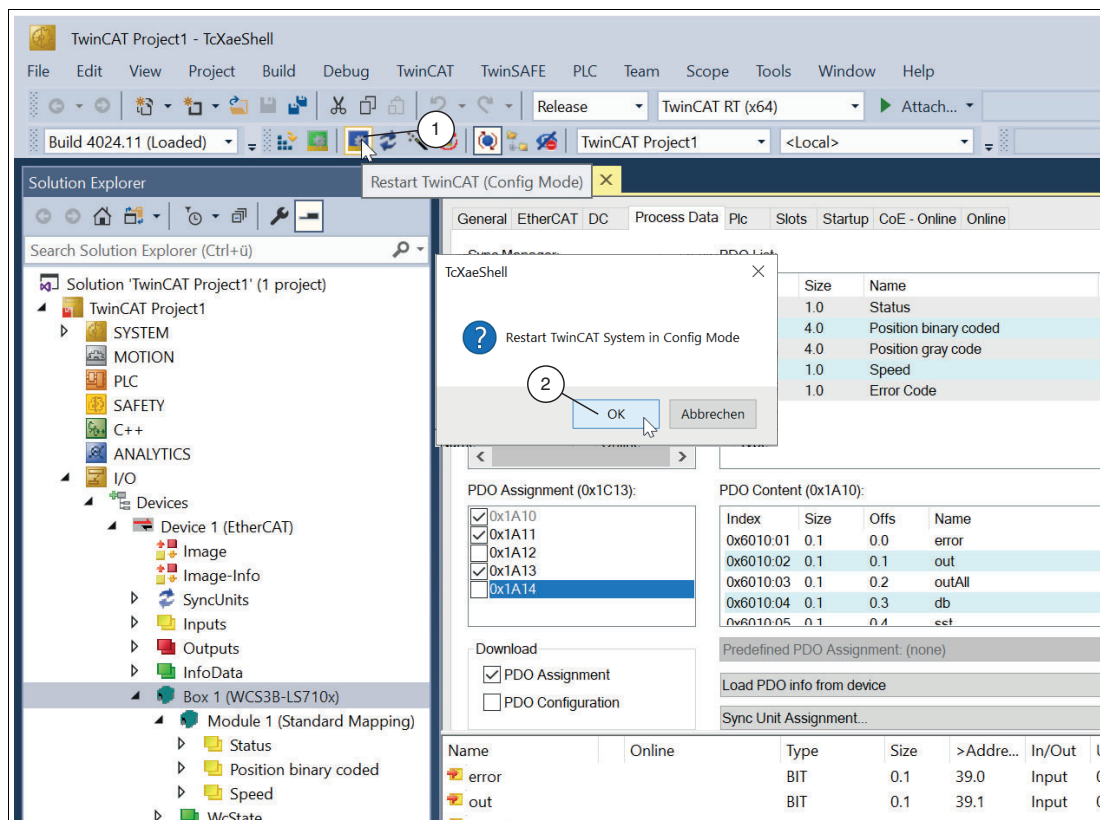 TwinCAT Project1 - TcXaeShell
File Edit View Project Build Debug TwinCAT TwinSAFE PLC Team Scope Tools Window Help
Release TwinCAT RT (x64) Attach...
Build 4024.11 (Loaded) TwinCAT Project1 <Local>
1
Restart TwinCAT (Config Mode)
Solution Explorer
General EtherCAT DC Process Data Plc Slots Startup CoE - Online Online
Search Solution Explorer (Ctrl+ü)
Solution 'TwinCAT Project1' (1 project)
TwinCAT Project1
SYSTEM
MOTION
PLC
SAFETY
C++
ANALYTICS
I/O
Devices
Device 1 (EtherCAT)
Image
Image-Info
SyncUnits
Inputs
Outputs
InfoData
Box 1 (WCS3B-LS710x)
Module 1 (Standard Mapping)
Status
Position binary coded
Speed
WcState
TcXaeShell
Restart TwinCAT System in Config Mode
2
OK Abbrechen
Size Name
1.0 Status
4.0 Position binary coded
4.0 Position gray code
1.0 Speed
1.0 Error Code
PDO Assignment (0x1C13):
0x1A10
0x1A11
0x1A12
0x1A13
0x1A14
PDO Content (0x1A10):
Index Size Offs Name
0x6010:01 0.1 0.0 error
0x6010:02 0.1 0.1 out
0x6010:03 0.1 0.2 outAll
0x6010:04 0.1 0.3 db
0x6010:05 0.1 0.4 sst
Download
PDO Assignment
PDO Configuration
Predefined PDO Assignment: (none)
Load PDO info from device
Sync Unit Assignment...
Name Online Type Size >Addre... In/Out
error BIT 0.1 39.0 Input
out BIT 0.1 39.1 Input